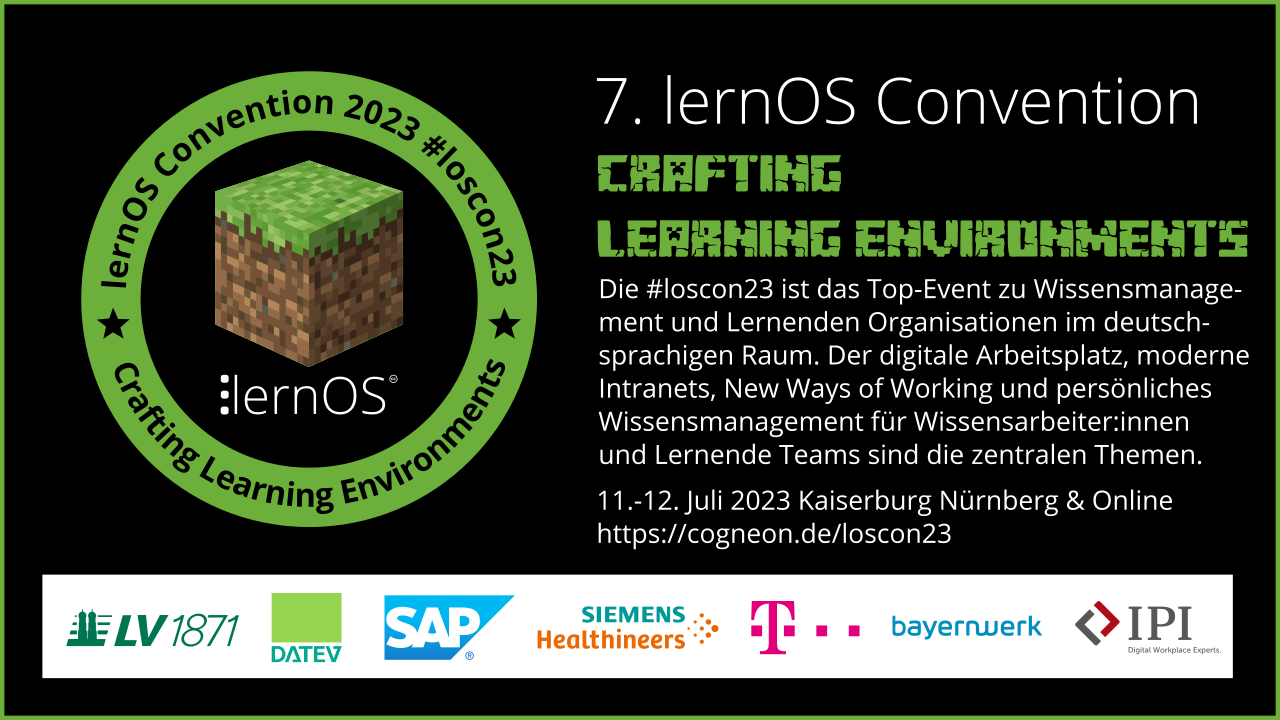 lernOS Convention 2023 #loscon23
lernOS
Crafting Learning Environments
7. lernOS Convention
CRAFTING
LEARNING ENVIRONMENTS
Die #loscon23 ist das Top-Event zu Wissensmanage-
ment und Lernenden Organisationen im deutsch-
sprachigen Raum. Der digitale Arbeitsplatz, moderne
Intranets, New Ways of Working und persönliches
Wissensmanagement für Wissensarbeiter:innen
und Lernende Teams sind die zentralen Themen.
11.-12. Juli 2023 Kaiserburg Nürnberg & Online
https://cogneon.de/loscon23
LV 1871
DATEV
SAP®
SIEMENS
Healthineers
T
bayernwerk
IPI
Digital Workplace Experts.